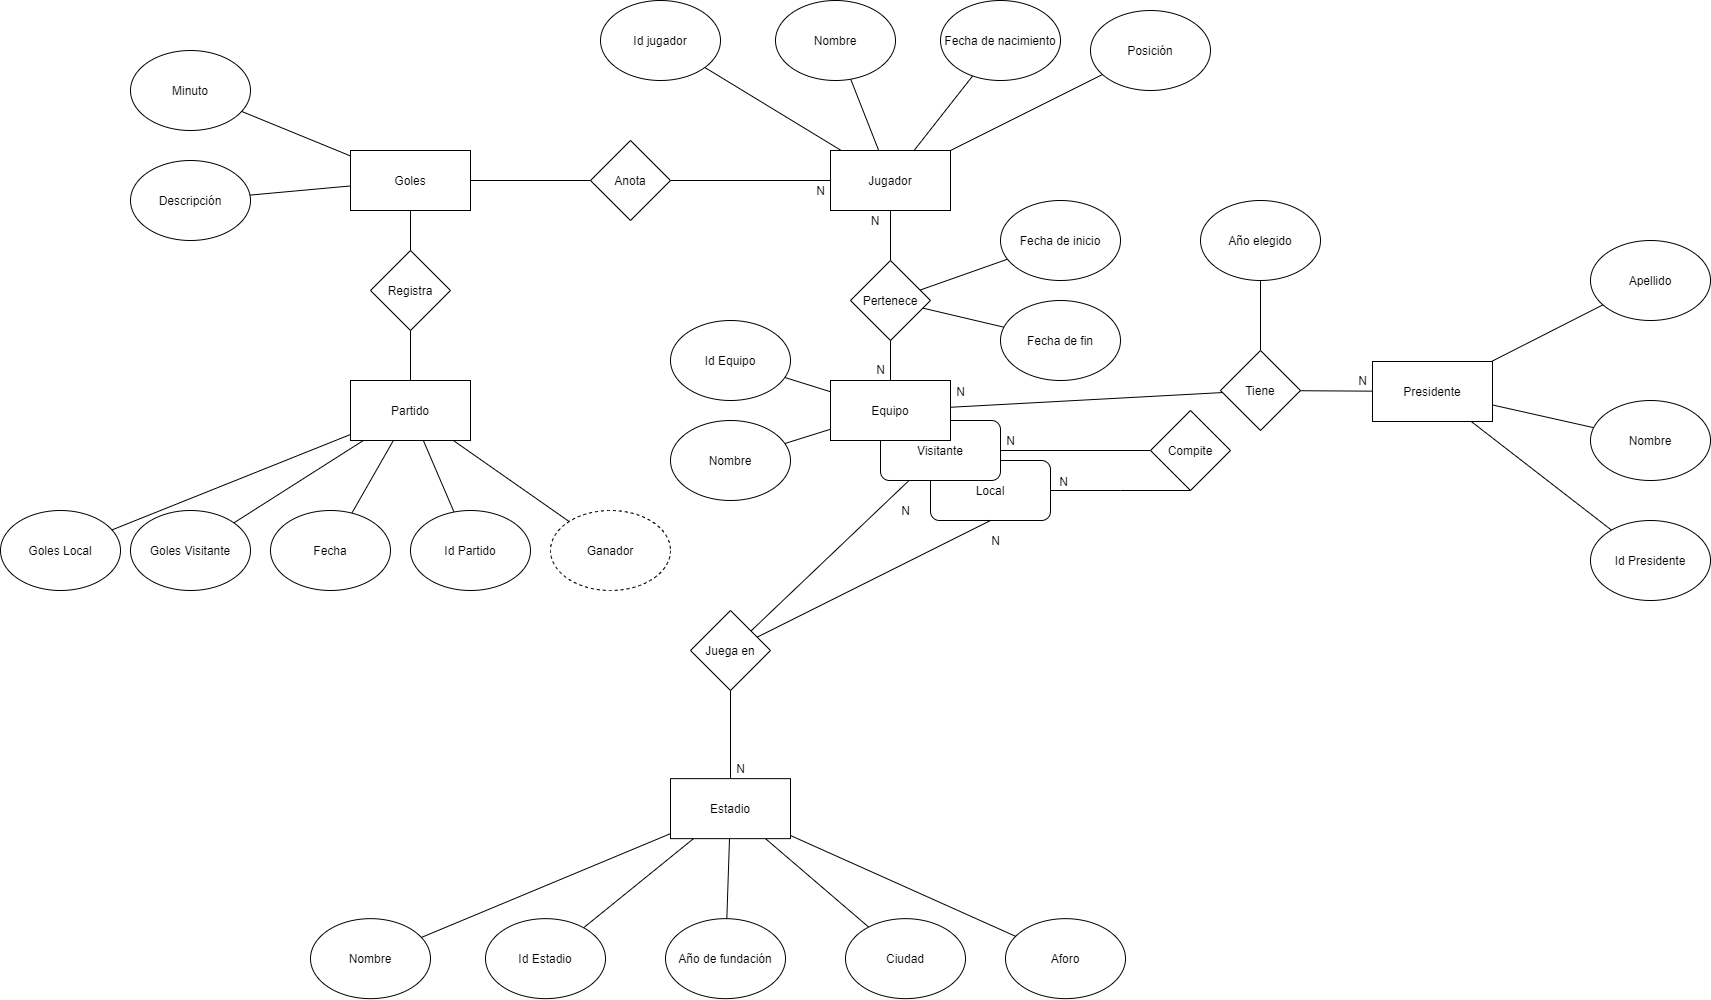 Id jugador
Nombre
Fecha de nacimiento
Posición
Minuto
Descripción
Goles
Anota
N
Jugador
N
Registra
Pertenece
Fecha de inicio
Fecha de fin
Año elegido
Apellido
Id Equipo
N
Partido
Equipo
N
Tiene
N
Presidente
Nombre
Visitante
N
Compite
Nombre
Local
N
N
N
Goles Local
Goles Visitante
Fecha
Id Partido
Ganador
Id Presidente
Juega en
N
Estadio
Nombre
Id Estadio
Año de fundación
Ciudad
Aforo